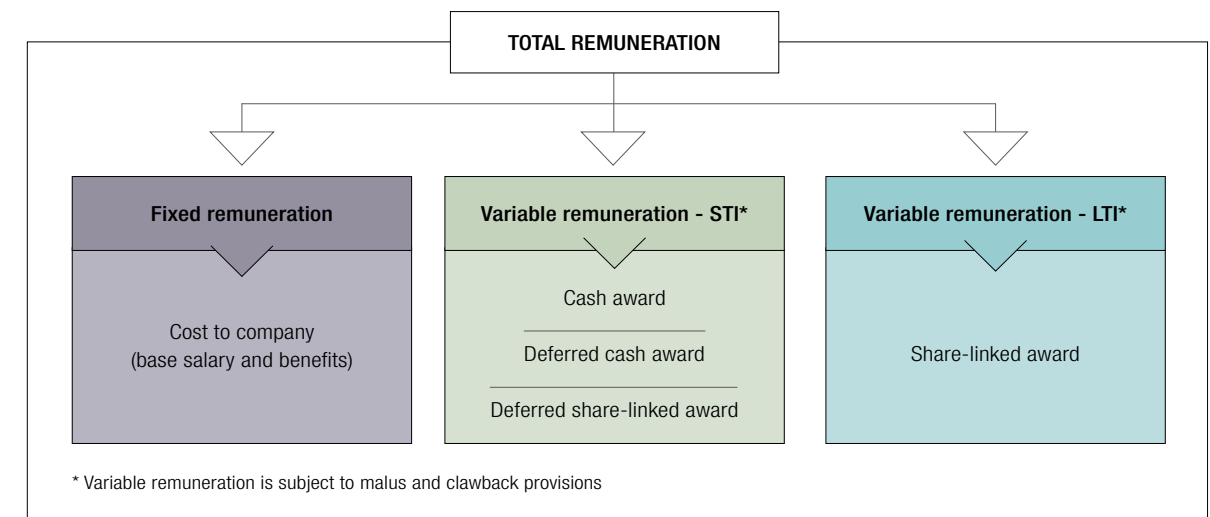 TOTAL REMUNERATION
Fixed remuneration
Cost to company
(base salary and benefits)
Variable remuneration - STI*
Cash award
Deferred cash award
Deferred share-linked award
Variable remuneration - LTI*
Share-linked award
* Variable remuneration is subject to malus and clawback provisions